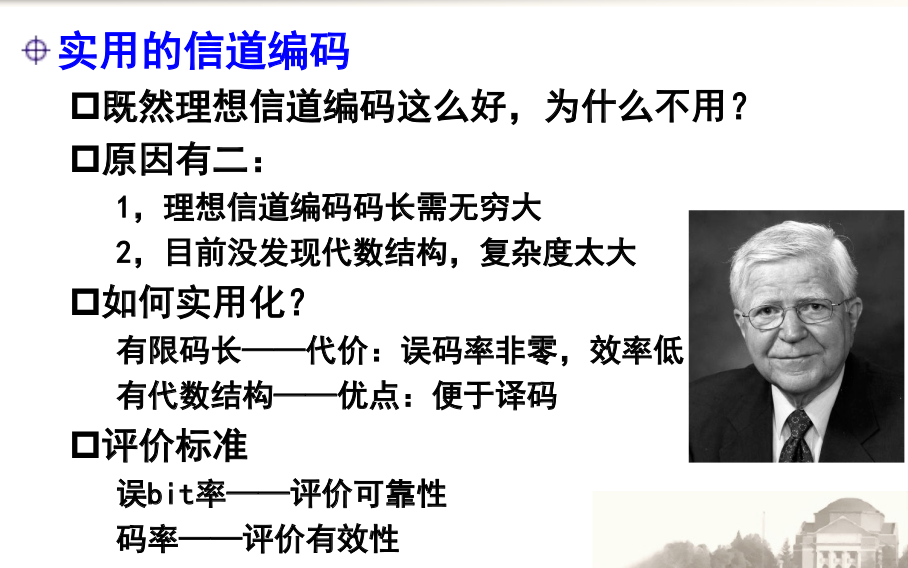 实用的信道编码
既然理想信道编码这么好，为什么不用？
原因有二：
1，理想信道编码码长需无穷大
2，目前没发现代数结构，复杂度太大
如何实用化？
有限码长——代价：误码率非零，效率低
有代数结构——优点：便于译码
评价标准
误bit率——评价可靠性
码率——评价有效性